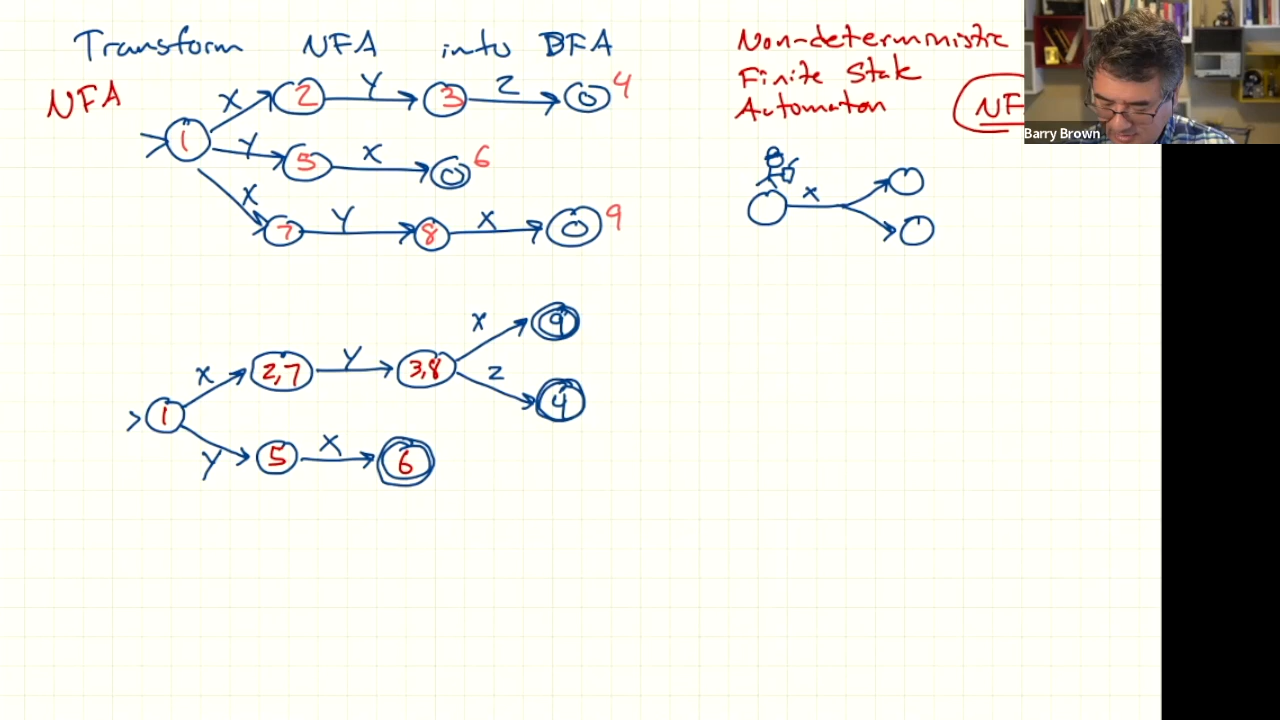 Transform NFA into DFA
NFA
X
2
Y
3
Z
4
1
Y
5
X
6
X
7
Y
8
X
9
Non-deterministic
Finite State
Automaton
NF
Barry Brown
X
X
9
X
2,7
Y
3,8
Z
4
1
Y
5
X
6